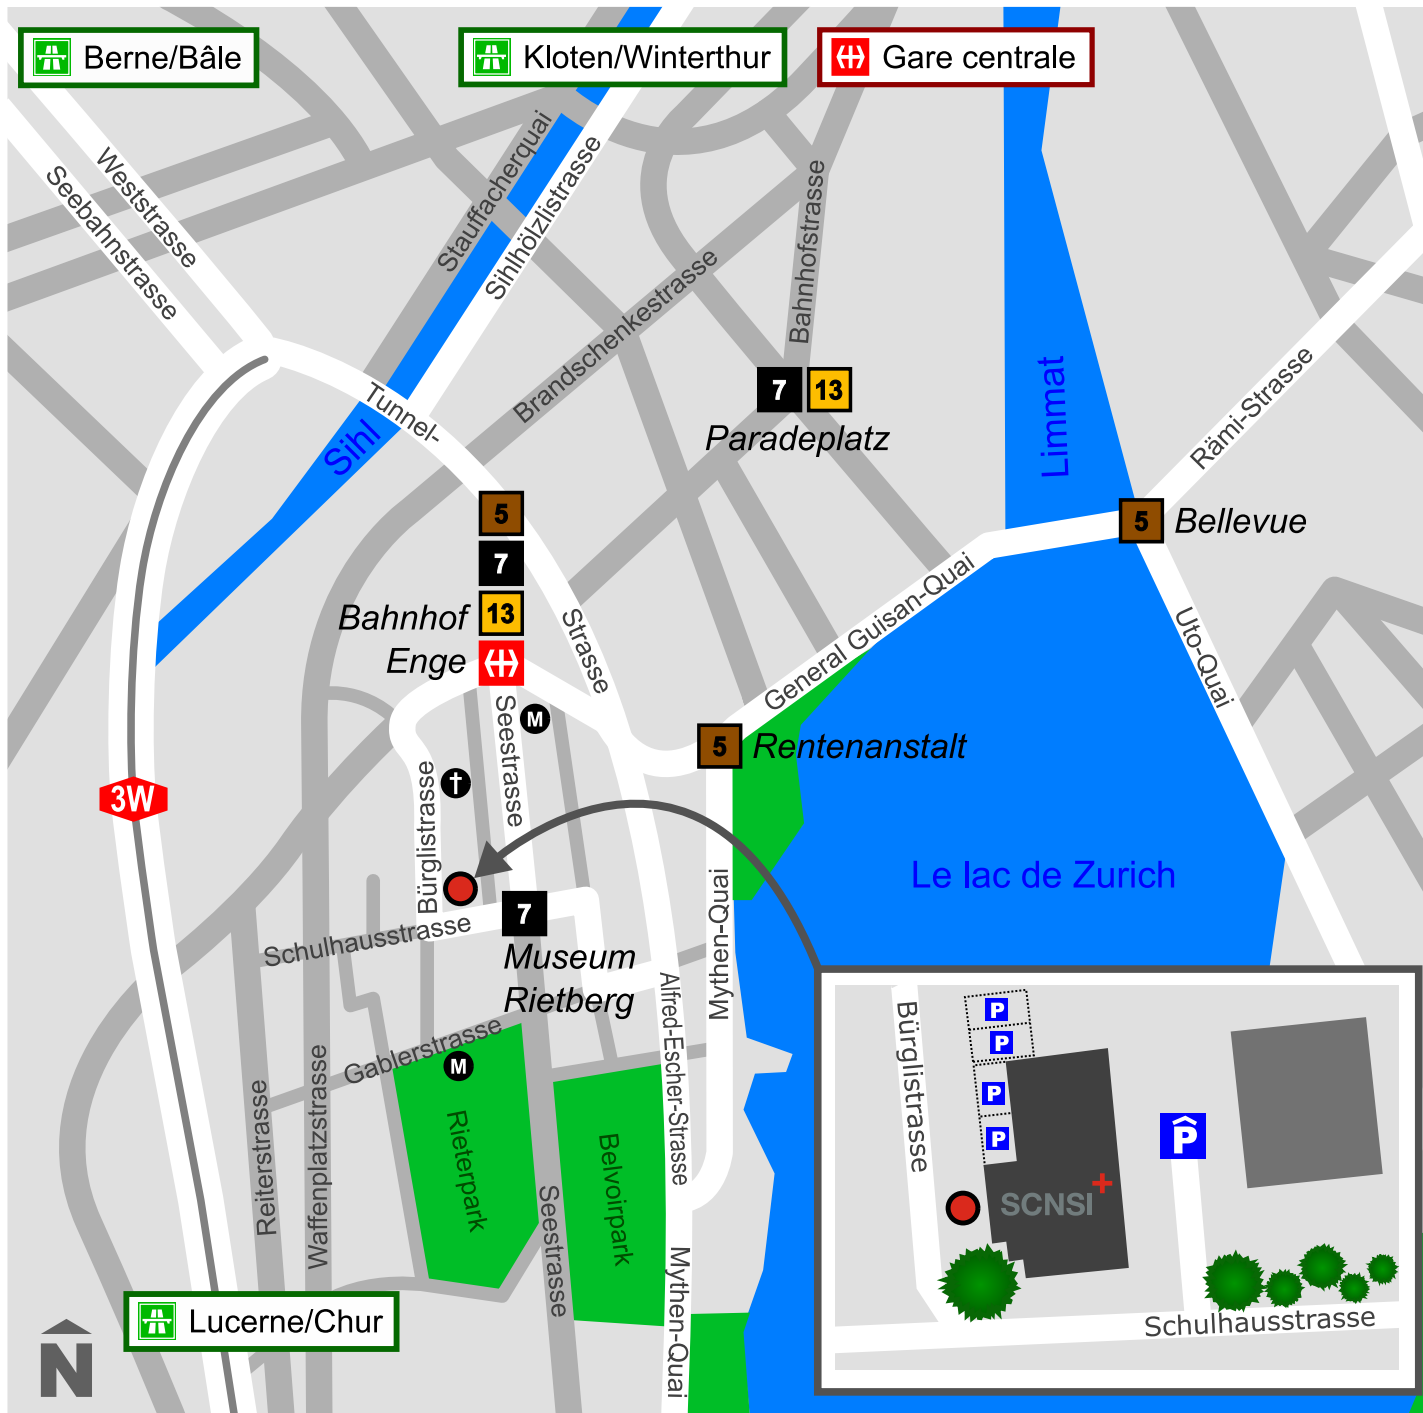 Berne/Bâle
Kloten/Winterthur
Gare centrale
Weststrasse
Seebahnstrasse
Stauffacherquai
Sihlhölzlistrasse
Bahnhofstrasse
Brandschenkestrasse
Tunnel-
Sihl
7
13
Paradeplatz
Limmat
Rämi-Strasse
5
Bellevue
5
7
13
Bahnhof
Enge
Strasse
General Guisan-Quai
Uto-Quai
5
Rentenanstalt
M
Seestrasse
Bürglistrasse
3W
Le lac de Zurich
7
Museum
Rietberg
Schulhausstrasse
Mythen-Quai
Alfred-Escher-Strasse
Gablerstrasse
M
Rieterpark
Belvoirpark
Reiterstrasse
Waffenplatzstrasse
Seestrasse
Mythen-Quai
Lucerne/Chur
N
Bürglistrasse
P
P
P
P
P
SCNSI
Schulhausstrasse